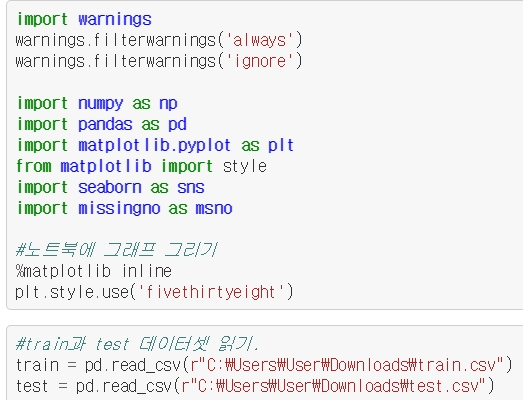 import warnings
warnings.filterwarnings('always')
warnings.filterwarnings('ignore')
import numpy as np
import pandas as pd
import matplotlib.pyplot as plt
from matplotlib import style
import seaborn as sns
import missingno as msno
#노트북에 그래프 그리기
%matplotlib inline
plt.style.use('fivethirtyeight')
#train과 test 데이터셋 읽기.
train = pd.read_csv(r"C:₩Users₩User₩Downloads₩train.csv")
test = pd.read_csv(r"C:₩Users₩User₩Downloads₩test.csv")